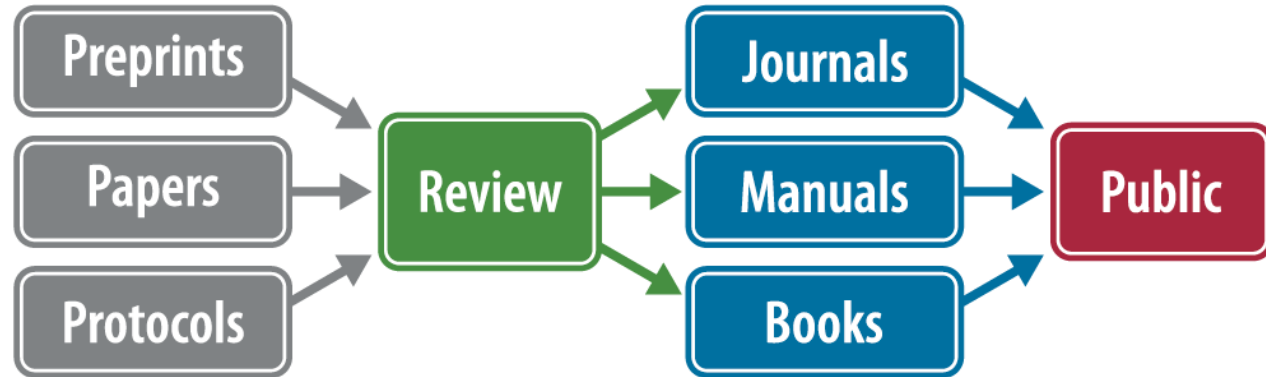 Preprints
Papers
Protocols
Review
Journals
Manuals
Books
Public